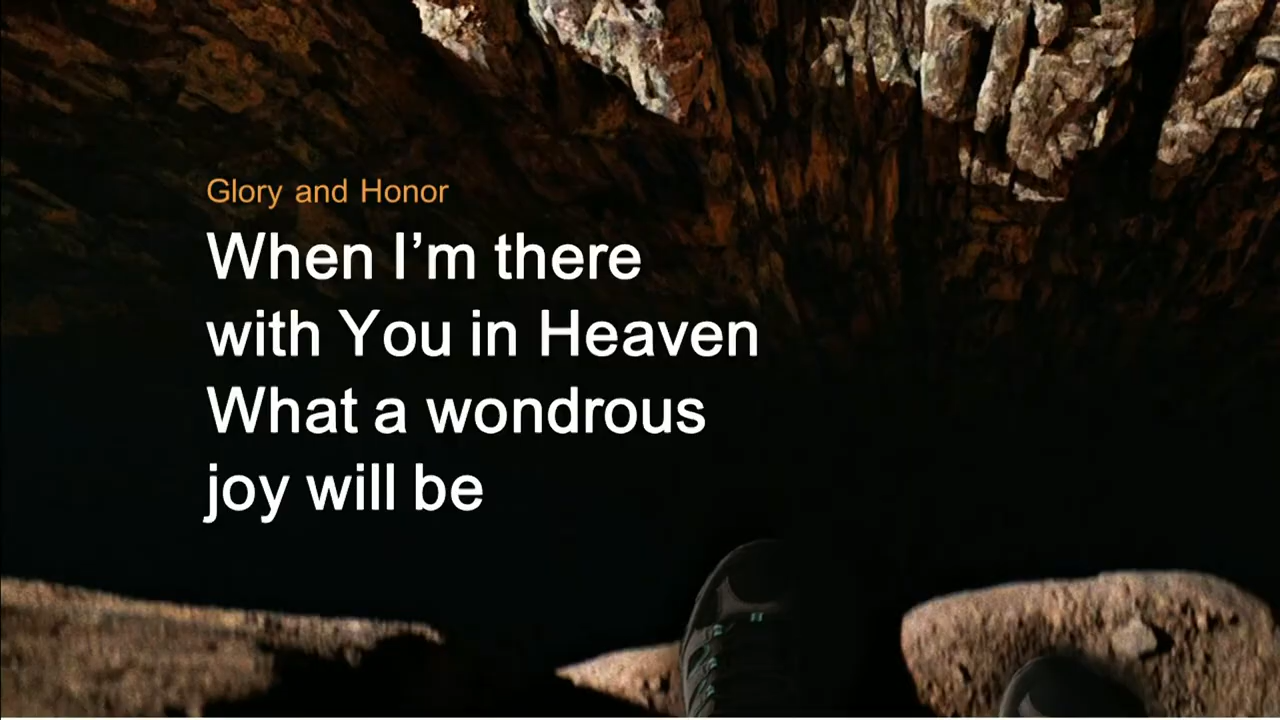 Glory and Honor
When I’m there
with You in Heaven
What a wondrous
joy will be